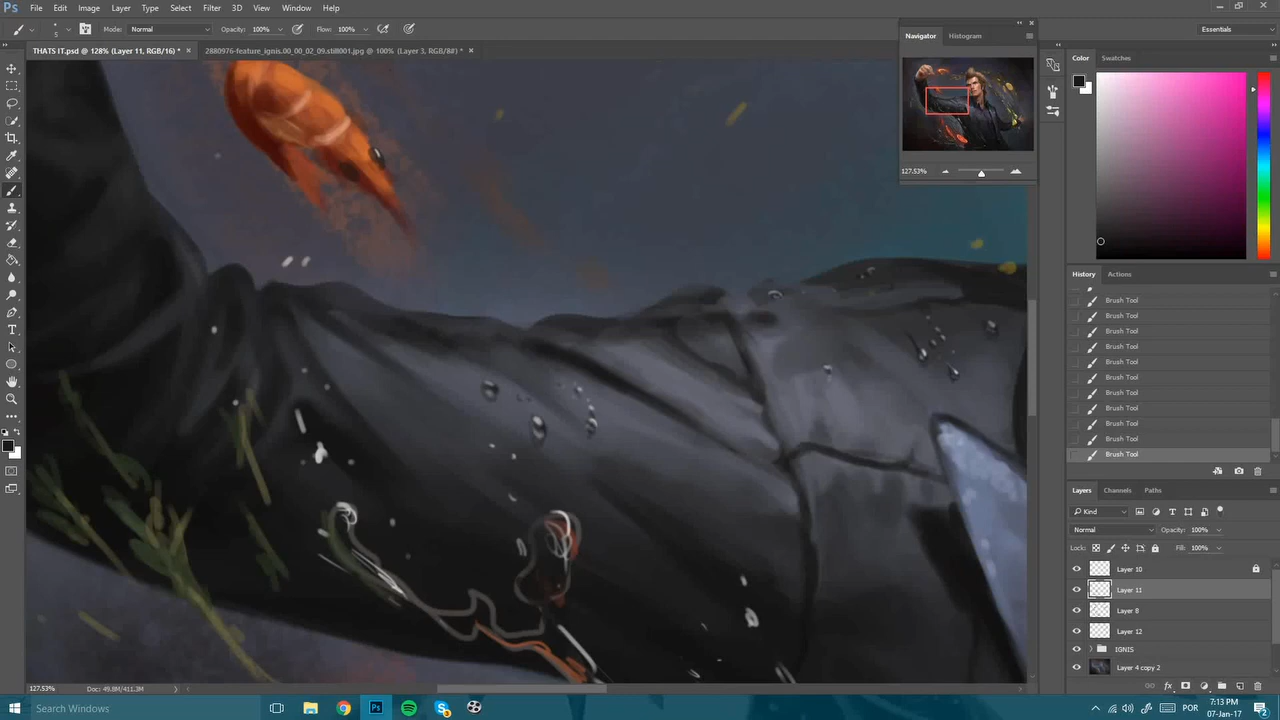 Ps File Edit Image Layer Type Select Filter 3D View Window Help
5 Mode: Normal Opacity: 100% Flow: 100% Essentials
THATS IT.psd @ 128% (Layer 11, RGB/16) * × 2880976-feature_ignis.00_00_02_09.still001.jpg @ 100% (Layer 3, RGB/8#) * ×
Navigator Histogram
127.53%
Color Swatches
History Actions
Brush Tool
Brush Tool
Brush Tool
Brush Tool
Brush Tool
Brush Tool
Brush Tool
Brush Tool
Brush Tool
Brush Tool
Brush Tool
Layers Channels Paths
Kind
Normal Opacity: 100%
Lock: Fill: 100%
Layer 10
Layer 11
Layer 8
Layer 12
IGNIS
Layer 4 copy 2
127.53% Doc: 49.8M/411.3M
Search Windows
Ps
POR
7:13 PM
07-Jan-17
2